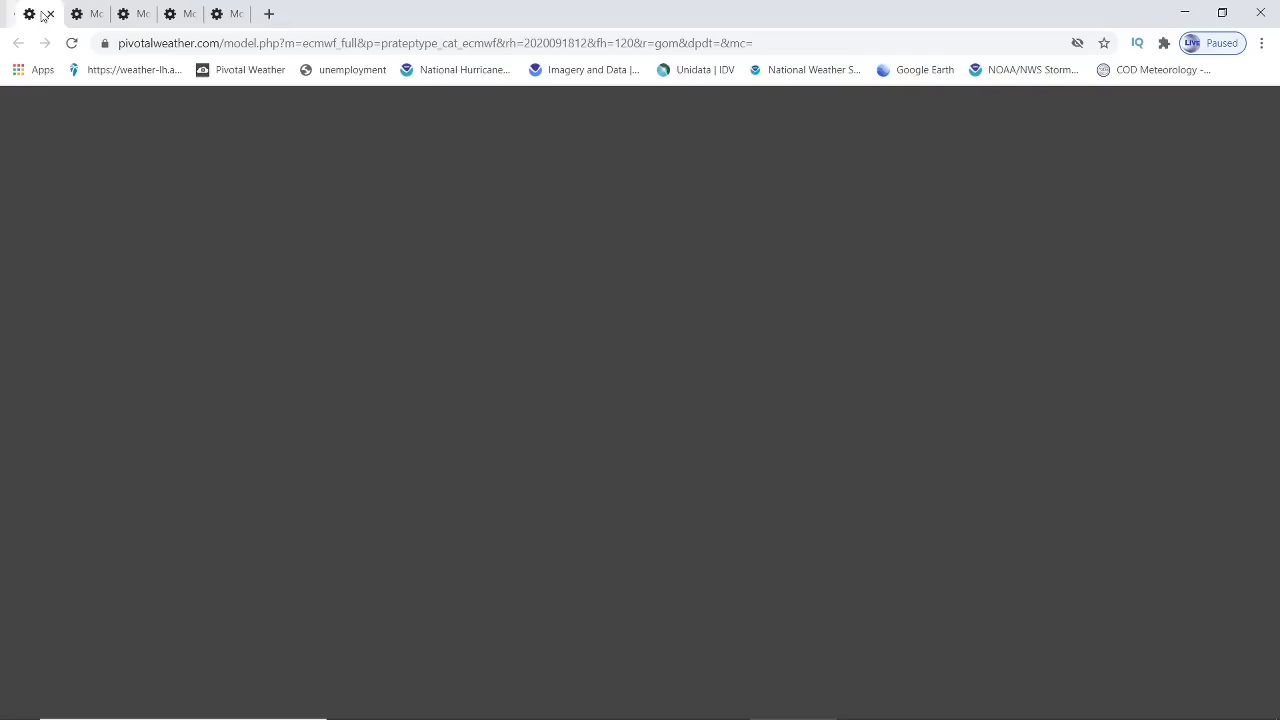 Mc Mc Mc Mc
pivotalweather.com/model.php?m=ecmwf_full&p=prateptype_cat_ecmwf&rh=2020091812&fh=120&r=gom&dpdt=&mc=
IQ LIVE Paused
Apps https://weather-lh.a... Pivotal Weather unemployment National Hurricane... Imagery and Data |... Unidata | IDV National Weather S... Google Earth NOAA/NWS Storm... COD Meteorology -...